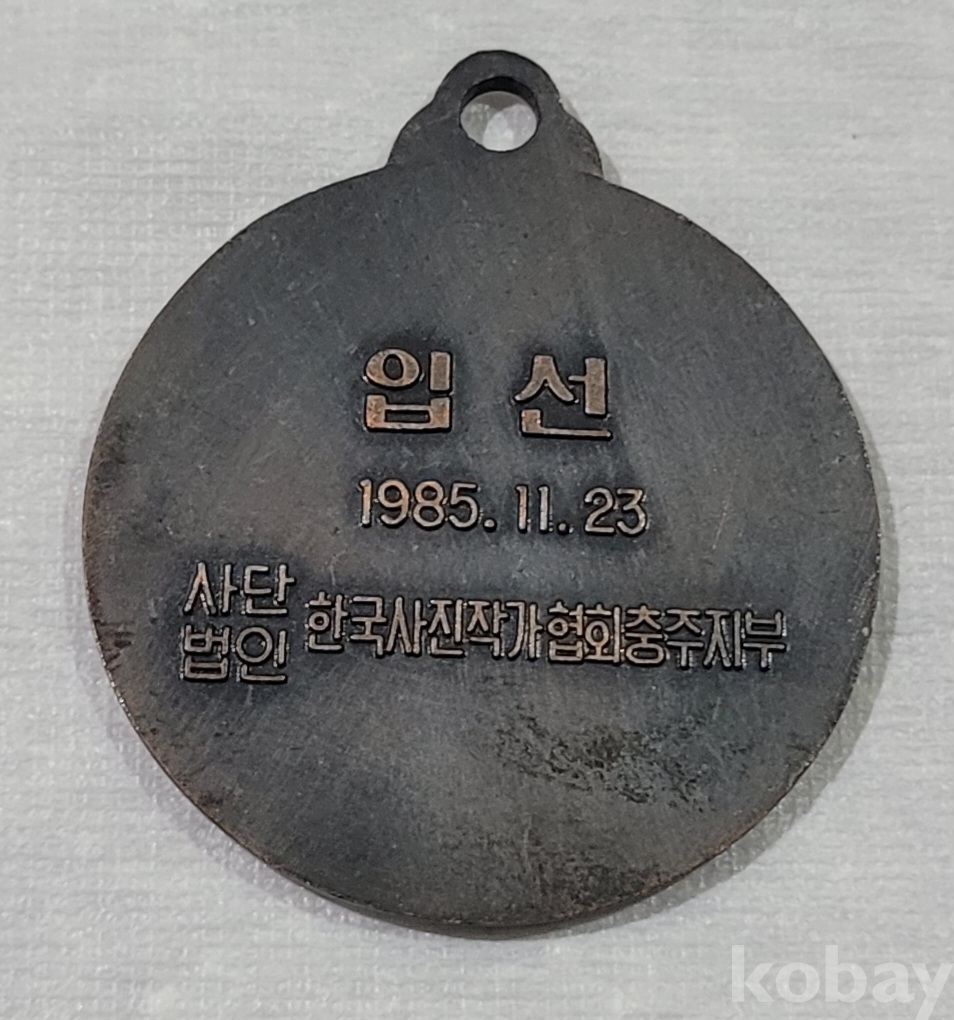 입선
1985. 11. 23
사단
법인 한국사진작가협회충주지부
kobay